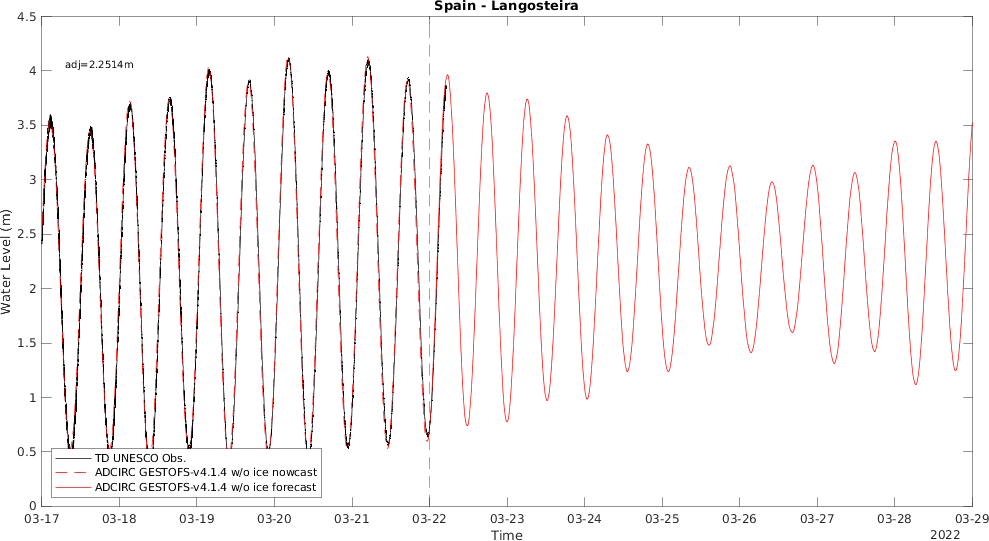 Spain - Langosteira
4.5
4
3.5
3
2.5
2
1.5
1
0.5
0
Water Level (m)
adj=2.2514m
TD UNESCO Obs.
ADCIRC GESTOFS-v4.1.4 w/o ice nowcast
ADCIRC GESTOFS-v4.1.4 w/o ice forecast
03-17 03-18 03-19 03-20 03-21 03-22 03-23 03-24 03-25 03-26 03-27 03-28 03-29
Time
2022